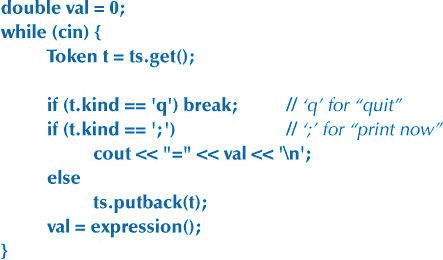 double val = 0;
while (cin) {
Token t = ts.get();
if (t.kind == 'q') break; // ‘q’ for “quit”
if (t.kind == ';') // ‘;’ for “print now”
cout << "=" << val << '\n';
else
ts.putback(t);
val = expression();
}